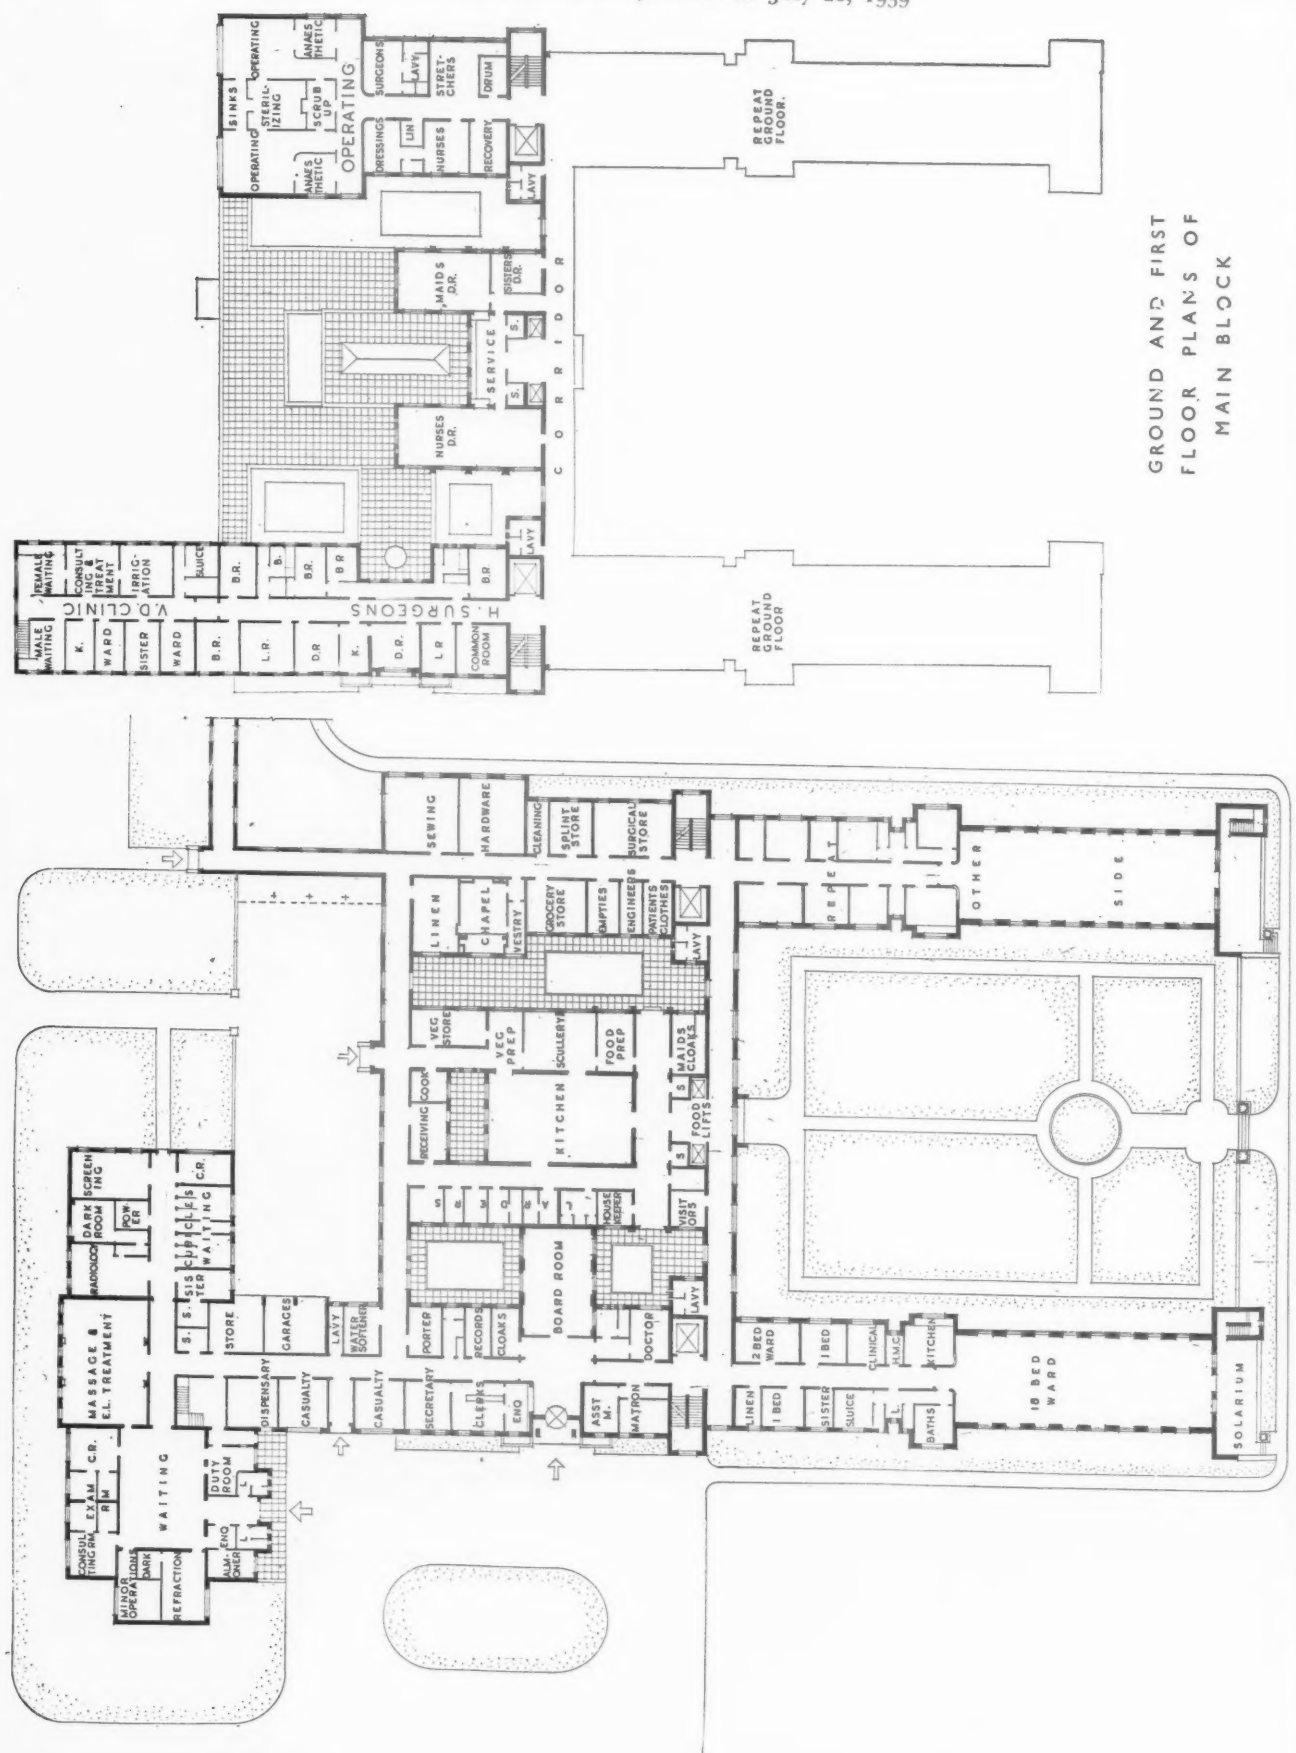 1939
OPERATING
SINKS
STERIL-
IZING
SCRUB
UP
OPERATING
ANAES
THETIC
ANAES
THETIC
OPERATING
SURGEONS
LAVY
STRET-
CHERS
DRUM
DRESSINGS
LIN
NURSES
RECOVERY
LAVY
MAIDS
D.R.
SISTERS
D.R.
SERVICE
S.
S.
NURSES
D.R.
CORRIDOR
LAVY
REPEAT
GROUND
FLOOR.
REPEAT
GROUND
FLOOR
FEMALE
WAITING
CONSULT
ING &
TREAT
MENT
IRRIG-
ATION
SLUICE
B.R.
B.
B.R.
B R
B.R
V.D. CLINIC
H. SURGEONS
MALE
WAITING
K.
WARD
SISTER
WARD
B.R.
L.R.
D.R
K.
D.R.
L R
COMMON
ROOM
GROUND AND FIRST
FLOOR PLANS OF
MAIN BLOCK
SEWING
HARDWARE
CLEANING
SPLINT
STORE
SURGICAL
STORE
LINEN
CHAPEL
VESTRY
GROCERY
STORE
EMPTIES
ENGINEERS
PATIENTS
CLOTHES
LAVY
VEG
STORE
VEG
PREP
SCULLERY
FOOD
PREP
MAIDS
CLOAKS
RECEIVING
COOK
KITCHEN
S
FOOD
LIFTS
S
HOUSE
KEEPER
VISIT
ORS
BOARD ROOM
PORTER
RECORDS
CLOAKS
DOCTOR
LAVY
SCREEN
ING
DARK
ROOM
POW-
ER
RADIOLOG
C.R.
CUBICLES
WAITING
SIS
TER
S.
S.
MASSAGE &
E.L. TREATMENT
STORE
GARAGES
LAVY
WATER
SOFTENER
DISPENSARY
CASUALTY
CASUALTY
SECRETARY
CLERKS
ENQ
ASST
M.
MATRON
C.R.
EXAM
RM
CONSUL-
TING RM
WAITING
DUTY
ROOM
L
ENQ
L
ALM-
ONER
MINOR
OPERATIONS
DARK
REFRACTION
REPEAT
OTHER
SIDE
2 BED
WARD
1 BED
CLINICAL
H.M.C.
KITCHEN
LINEN
1 BED
SISTER
SLUICE
L.
BATHS
18 BED
WARD
SOLARIUM